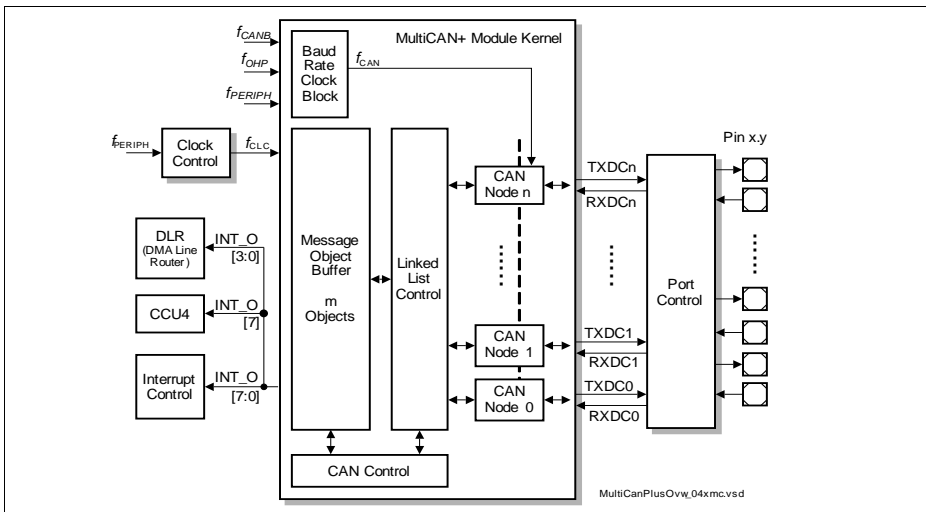 MultiCAN+ Module Kernel
fCANB
fOHP
fPERIPH
Baud
Rate
Clock
Block
fCAN
fPERIPH
Clock
Control
fCLC
DLR
(DMA Line
Router)
INT_O
[3:0]
CCU4
INT_O
[7]
Interrupt
Control
INT_O
[7:0]
Message
Object
Buffer
m
Objects
Linked
List
Control
CAN Control
CAN
Node n
CAN
Node 1
CAN
Node 0
TXDCn
RXDCn
TXDC1
RXDC1
TXDC0
RXDC0
Port
Control
Pin x.y
MultiCanPlusOvw_04xmc.vsd